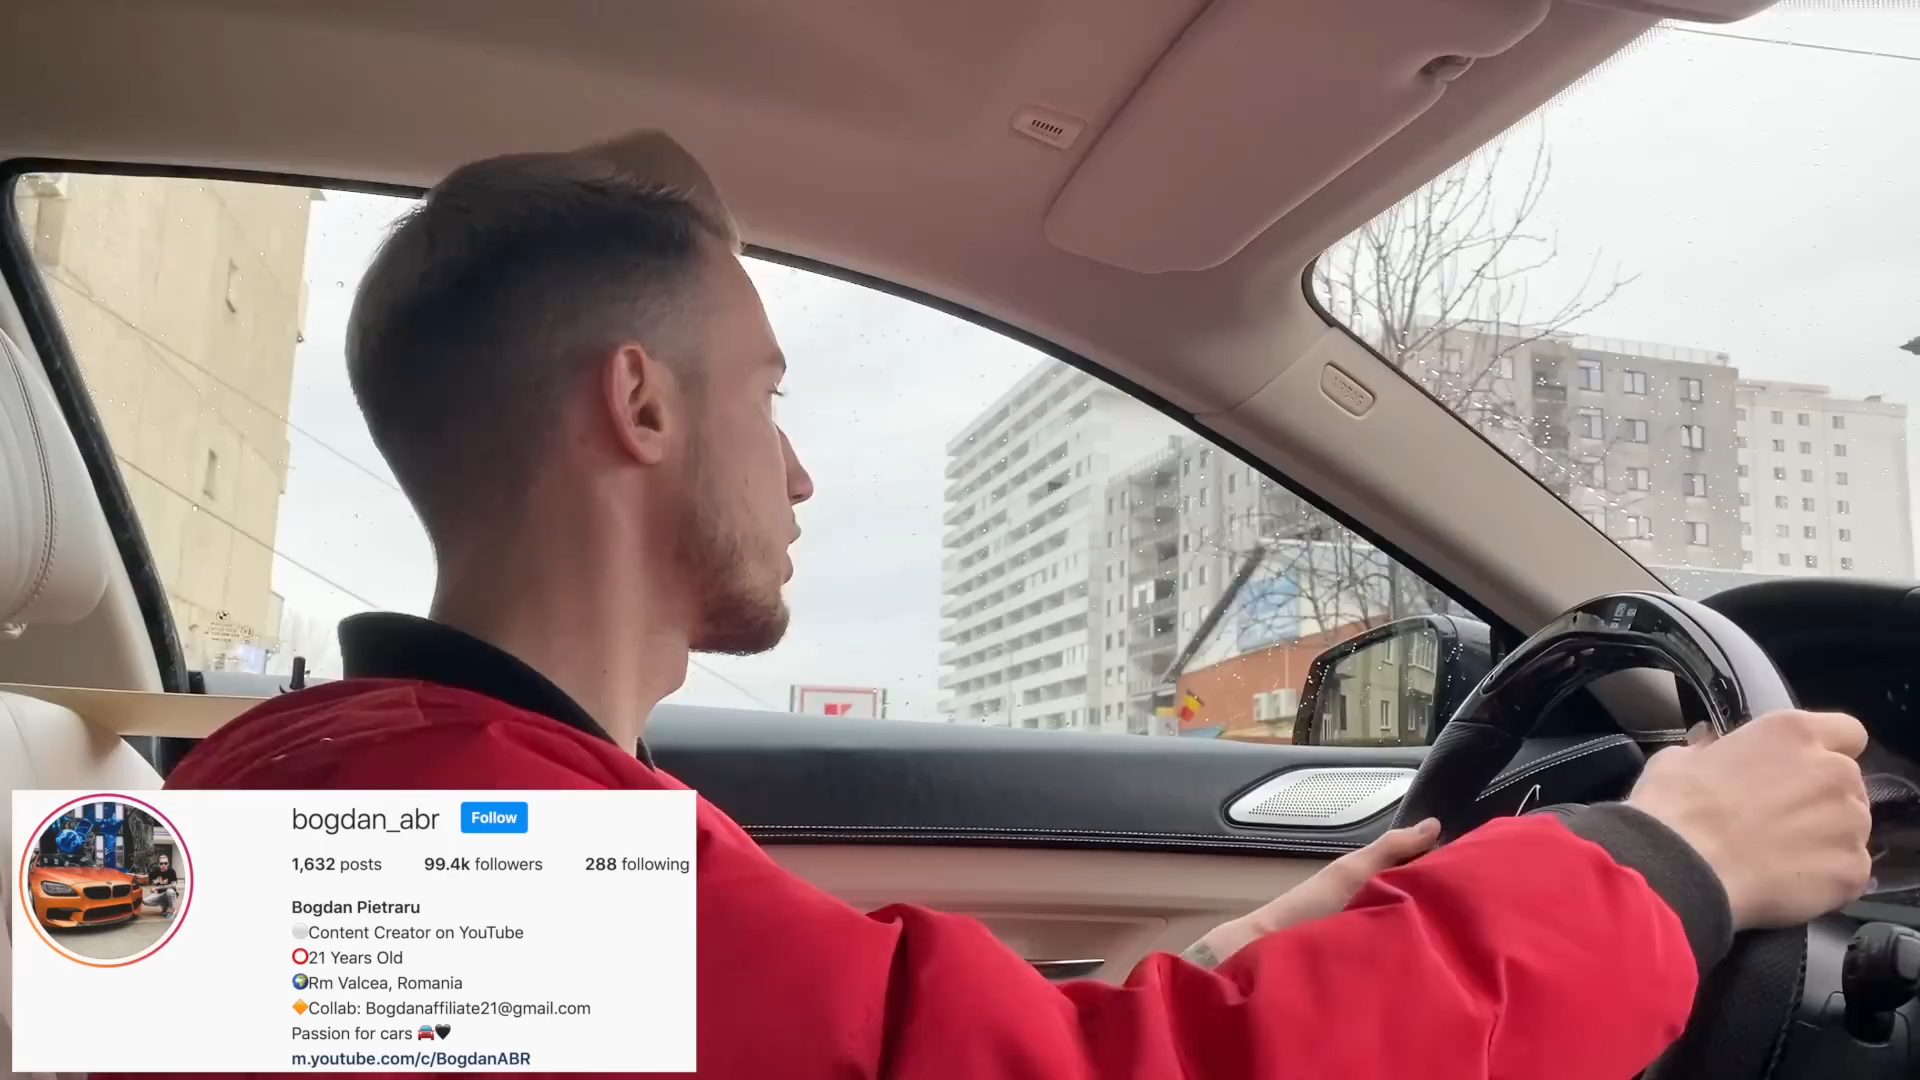 AIRBAG
bogdan_abr Follow
1,632 posts 99.4k followers 288 following
Bogdan Pietraru
Content Creator on YouTube
21 Years Old
Rm Valcea, Romania
Collab: Bogdanaffiliate21@gmail.com
Passion for cars 🚘🖤
m.youtube.com/c/BogdanABR